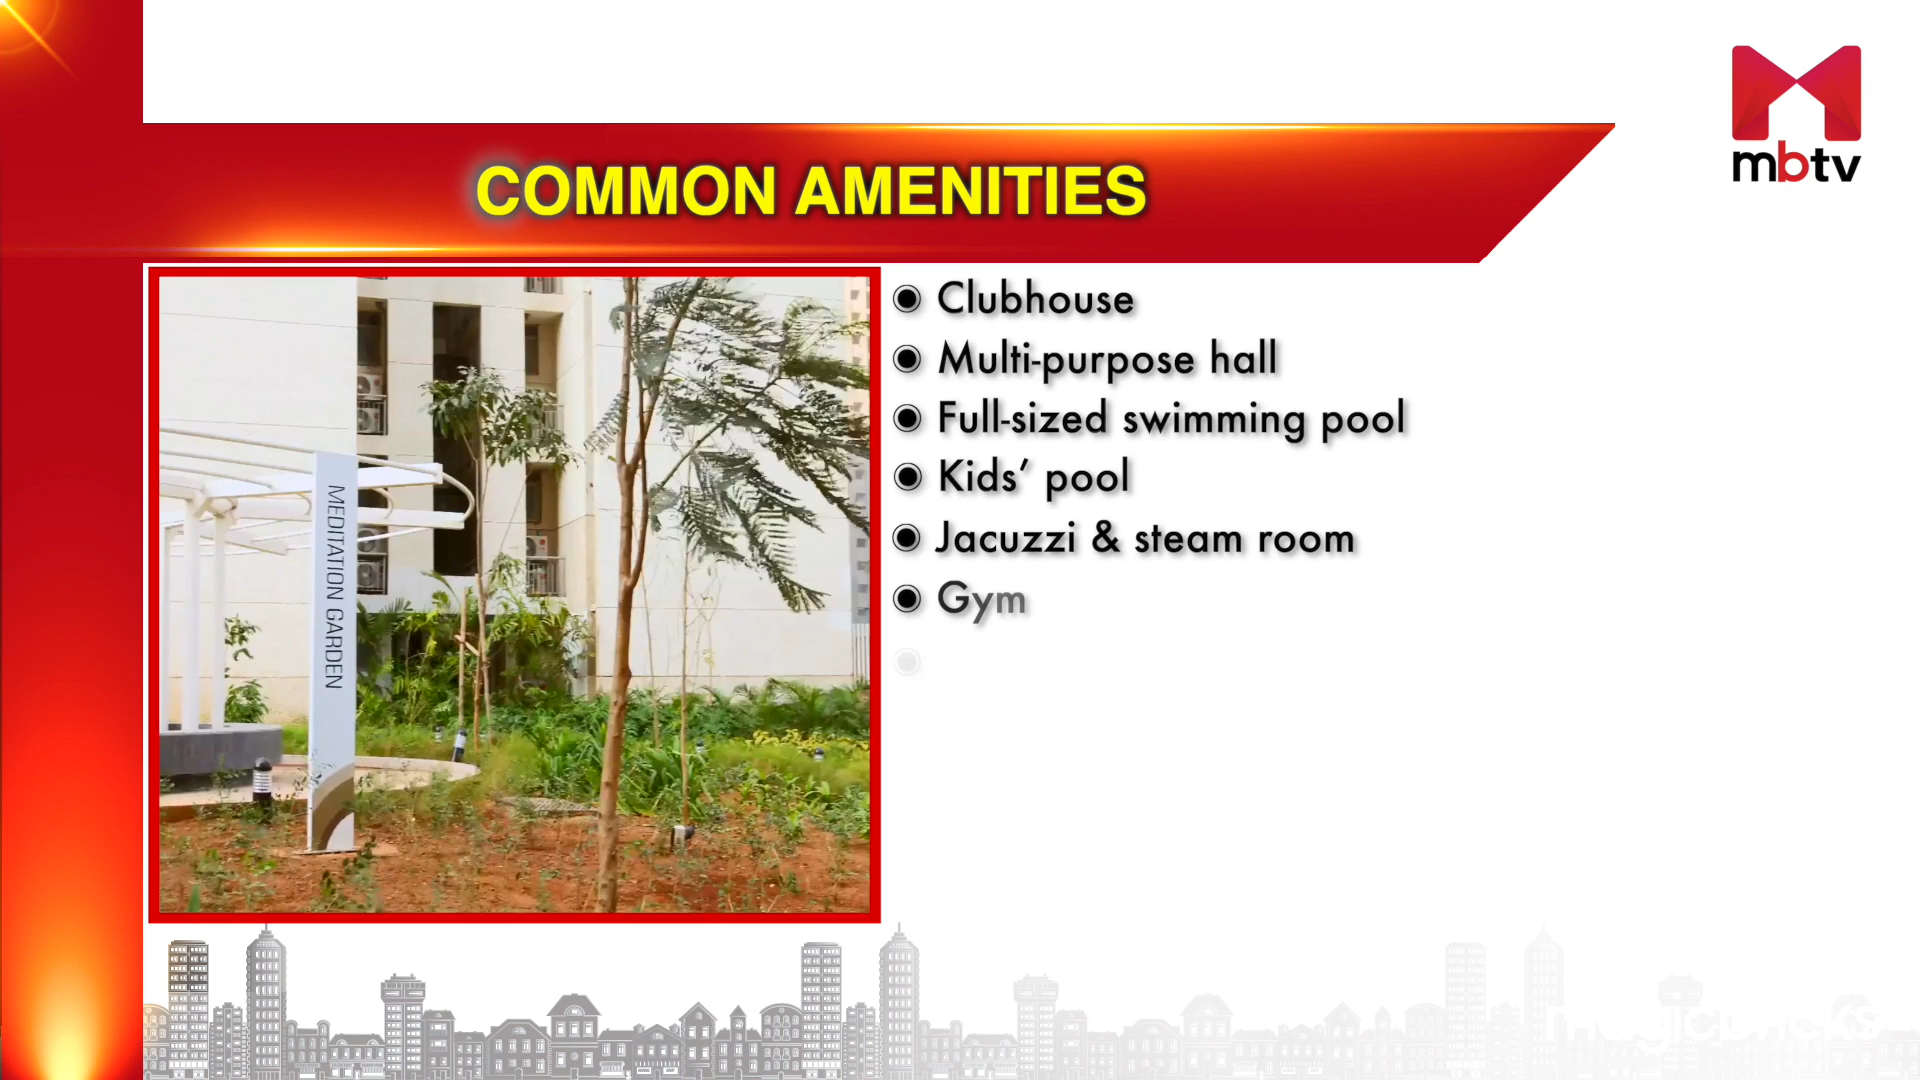 mbtv
COMMON AMENITIES
Clubhouse
Multi-purpose hall
Full-sized swimming pool
Kids’ pool
Jacuzzi & steam room
Gym
MEDITATION GARDEN
magicbricks